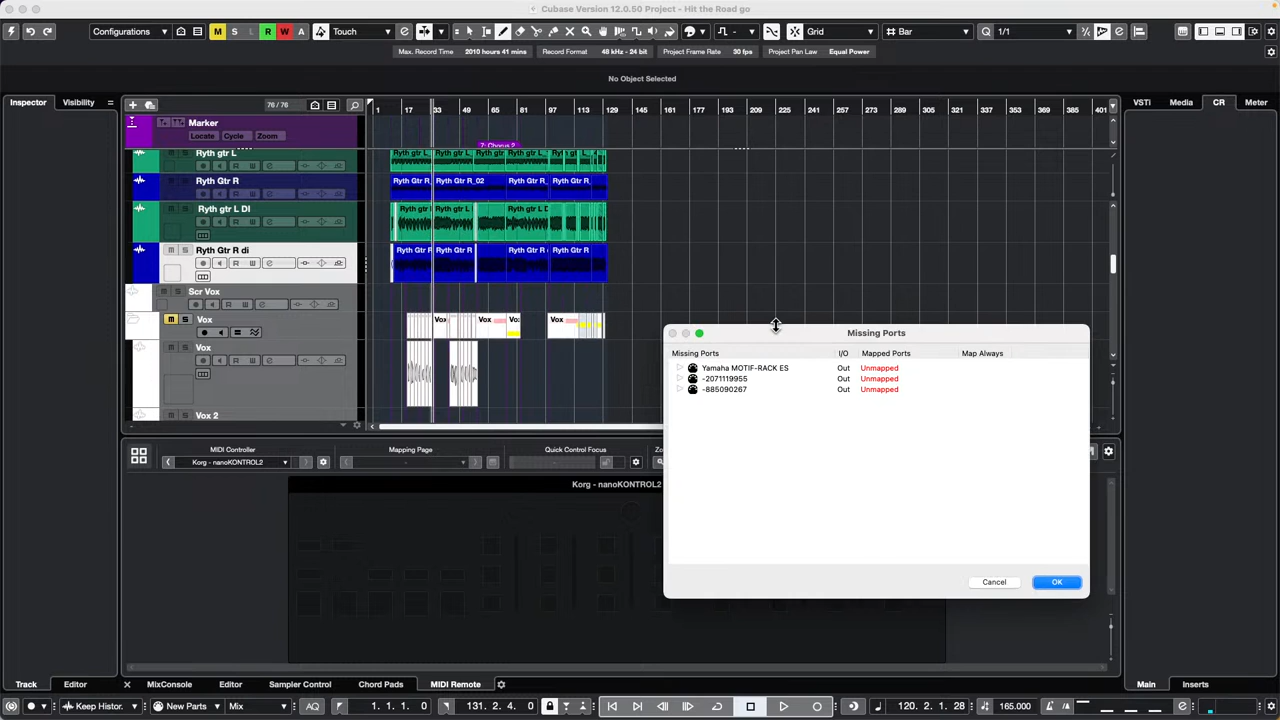 Cubase Version 12.0.50 Project - Hit the Road go
Configurations
M S L R W A
Touch
Grid
Bar
Q 1/1
Max. Record Time 2010 hours 41 mins
Record Format 48 kHz - 24 bit
Project Frame Rate 30 fps
Project Pan Law Equal Power
No Object Selected
Inspector Visibility
76 / 76
1 17 33 49 65 81 97 113 129 145 161 177 193 209 225 241 257 273 289 305 321 337 353 369 385 401
VSTi Media CR Meter
Marker
Locate Cycle Zoom
7: Chorus 2
Ryth gtr L
Ryth Gtr R
Ryth Gtr R_02
Ryth gtr L DI
Ryth Gtr R di
Scr Vox
Vox
Vox
Vox 2
Missing Ports
Missing Ports I/O Mapped Ports Map Always
Yamaha MOTIF-RACK ES Out Unmapped
-2071119955 Out Unmapped
-885090267 Out Unmapped
Cancel OK
MIDI Controller
Mapping Page
Quick Control Focus
Korg - nanoKONTROL2
Korg - nanoKONTROL2
Track Editor
MixConsole Editor Sampler Control Chord Pads MIDI Remote
Main Inserts
Keep Histor.
New Parts
Mix
AQ
1. 1. 1. 0
131. 2. 4. 0
120. 2. 1. 28
165.000